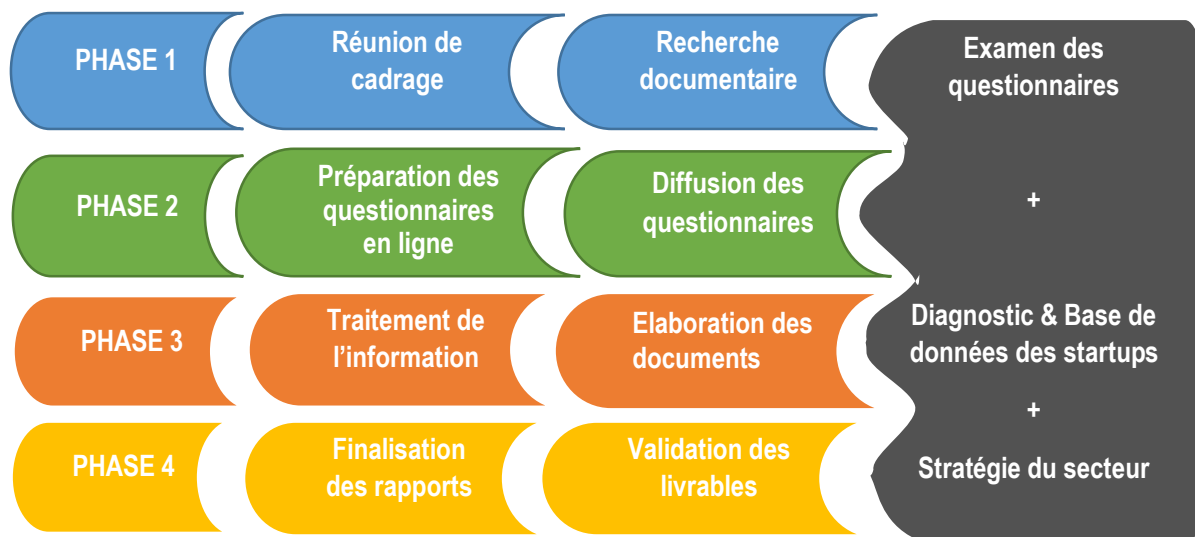 PHASE 1
Réunion de
cadrage
Recherche
documentaire
Examen des
questionnaires
PHASE 2
Préparation des
questionnaires
en ligne
Diffusion des
questionnaires
+
PHASE 3
Traitement de
l’information
Elaboration des
documents
Diagnostic & Base de
données des startups
+
PHASE 4
Finalisation
des rapports
Validation des
livrables
Stratégie du secteur